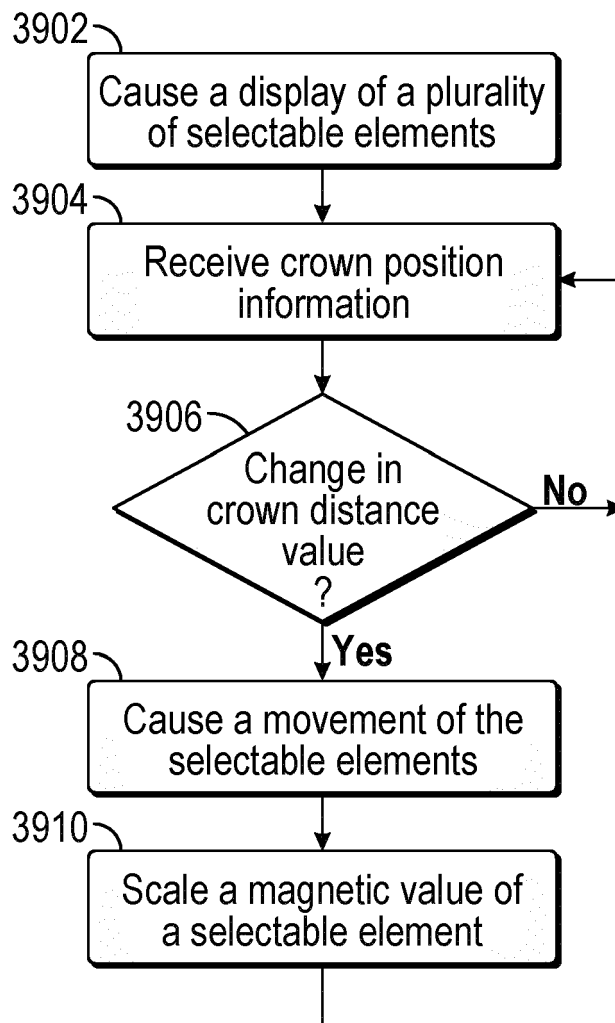 3902
Cause a display of a plurality
of selectable elements
3904
Receive crown position
information
3906
Change in
crown distance
value
?
No
Yes
3908
Cause a movement of the
selectable elements
3910
Scale a magnetic value of
a selectable element